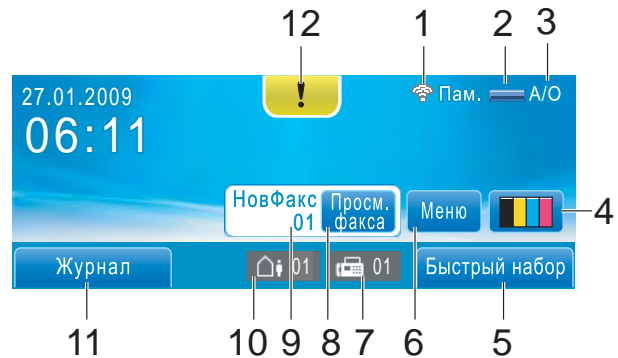 12 1 2 3
27.01.2009 ! Пам. A/O
06:11
НовФакс Просм. Меню 4
01 факса
Журнал 01 01 Быстрый набор
11 10 9 8 7 6 5